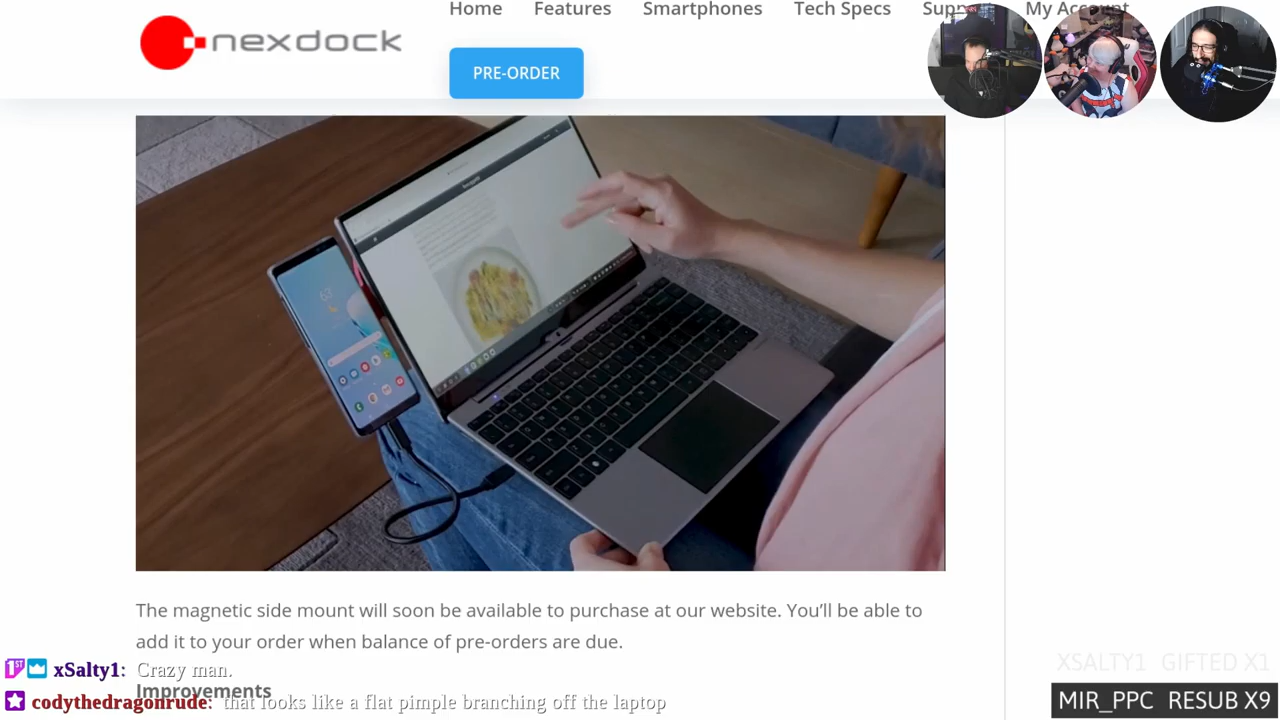 Home Features Smartphones Tech Specs My Account
nexdock
PRE-ORDER
The magnetic side mount will soon be available to purchase at our website. You’ll be able to
add it to your order when balance of pre-orders are due.
xSalty1: Crazy man.
Improvements
codythedragonrude: that looks like a flat pimple branching off the laptop
XSALTY1 GIFTED X1
MIR_PPC RESUB X9